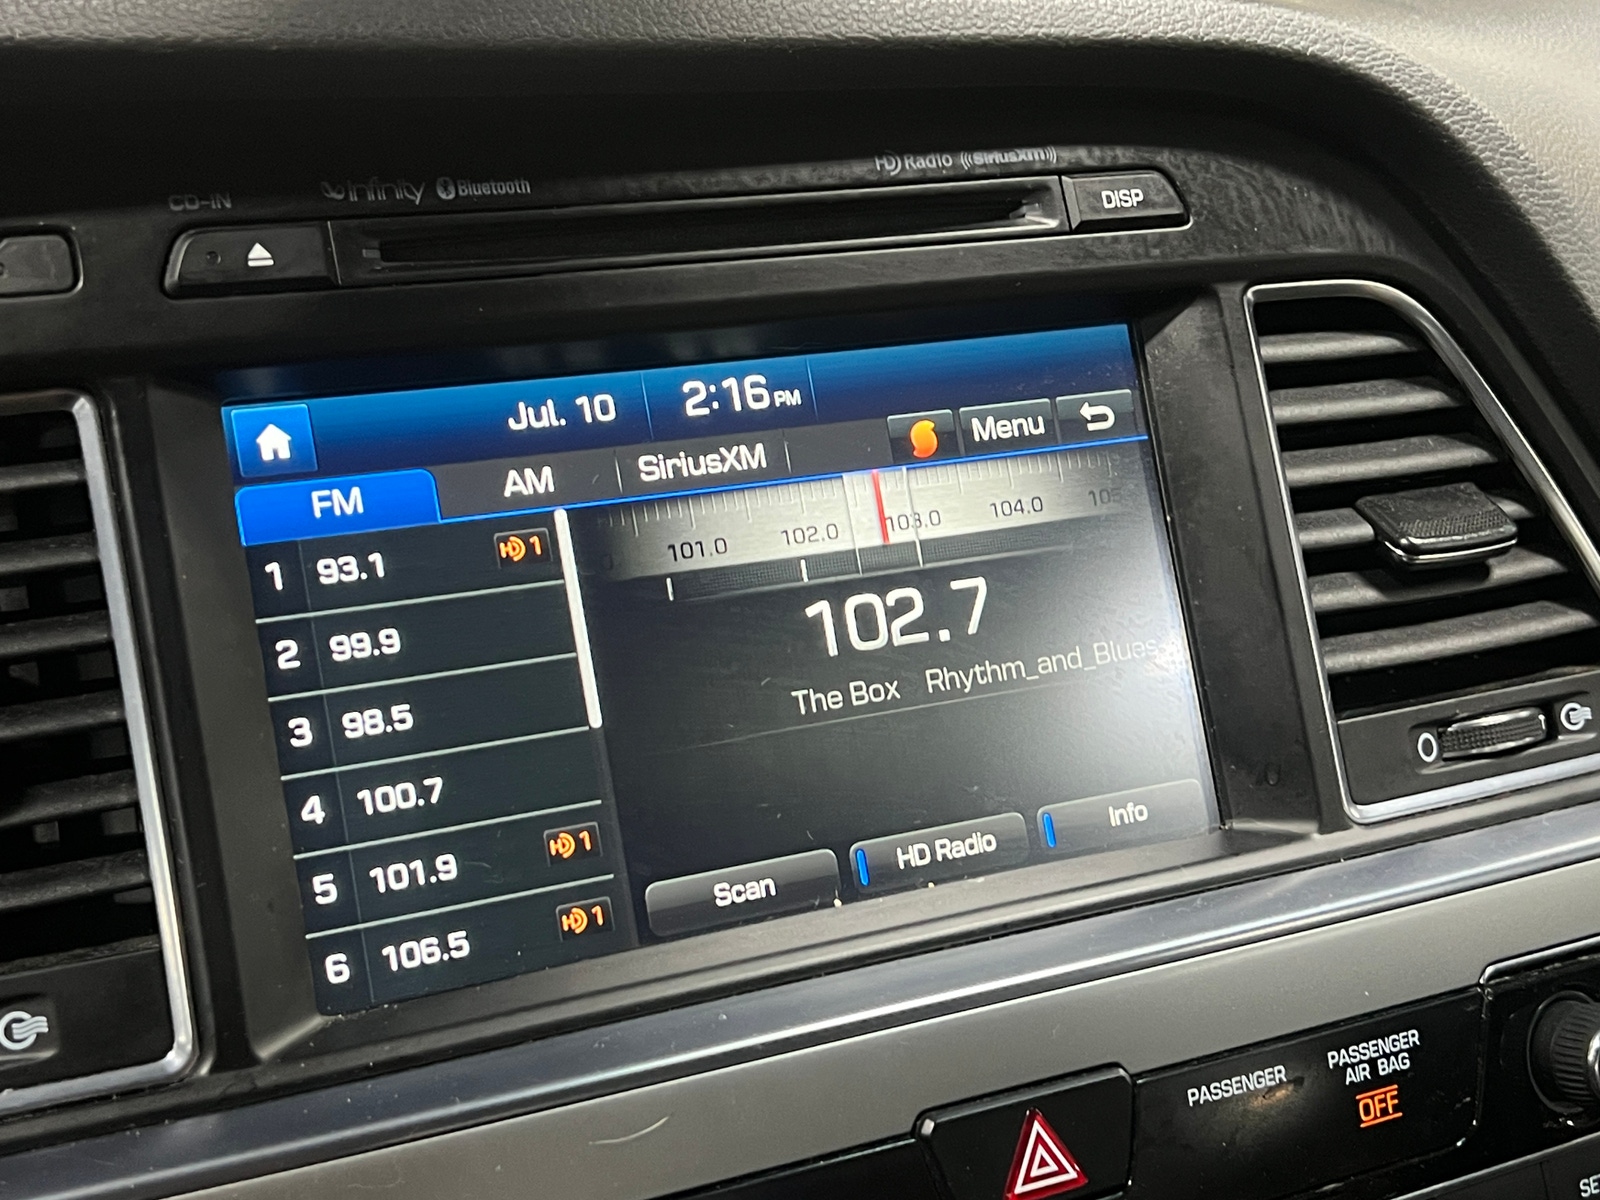 HD Radio ((SiriusXM))
CD-IN infinity Bluetooth
DISP
Jul. 10 2:16 PM
FM AM SiriusXM Menu
101.0 102.0 103.0 104.0
102.7
The Box Rhythm_and_Blues
1 93.1 HD 1
2 99.9
3 98.5
4 100.7
5 101.9 HD 1
6 106.5 HD 1
Scan HD Radio Info
0
PASSENGER
PASSENGER
AIR BAG
OFF